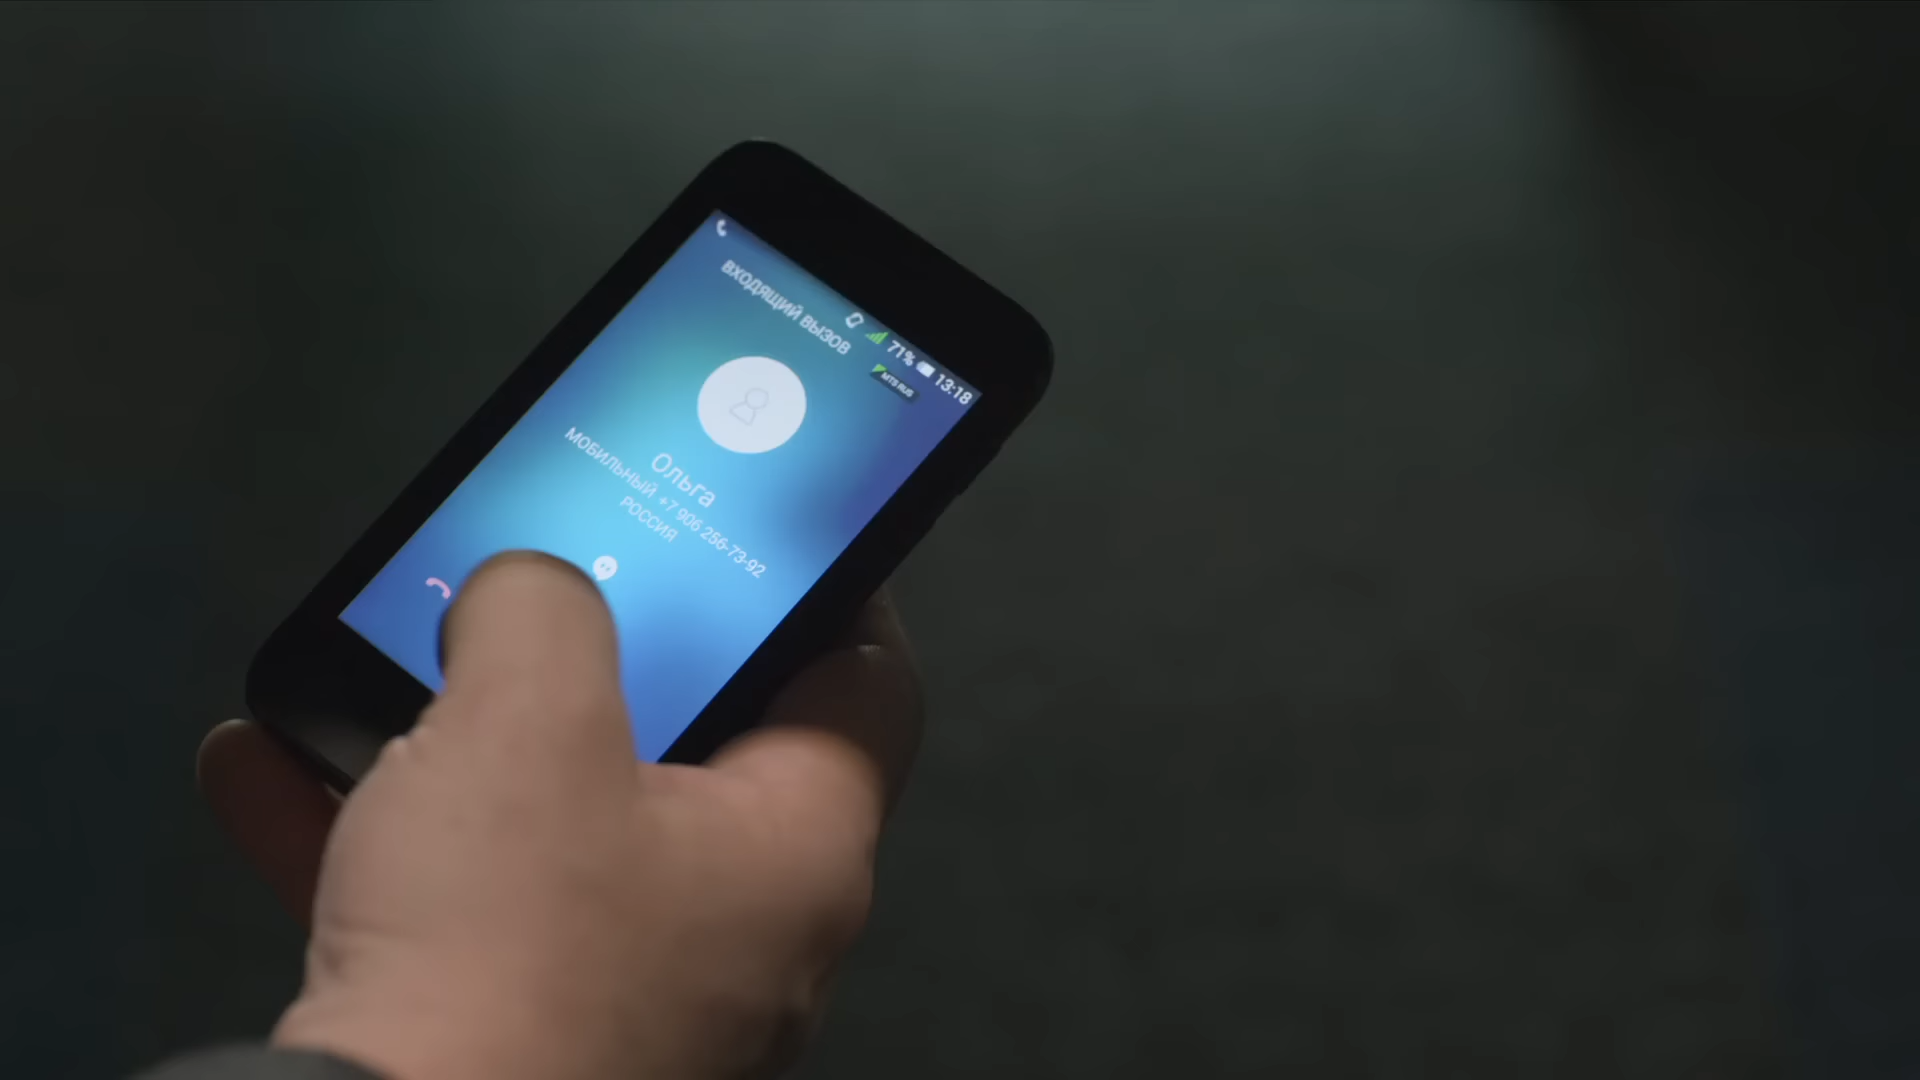 71% 13:18
ВХОДЯЩИЙ ВЫЗОВ
MTS RUS
Ольга
МОБИЛЬНЫЙ +7 906 256-73-92
РОССИЯ